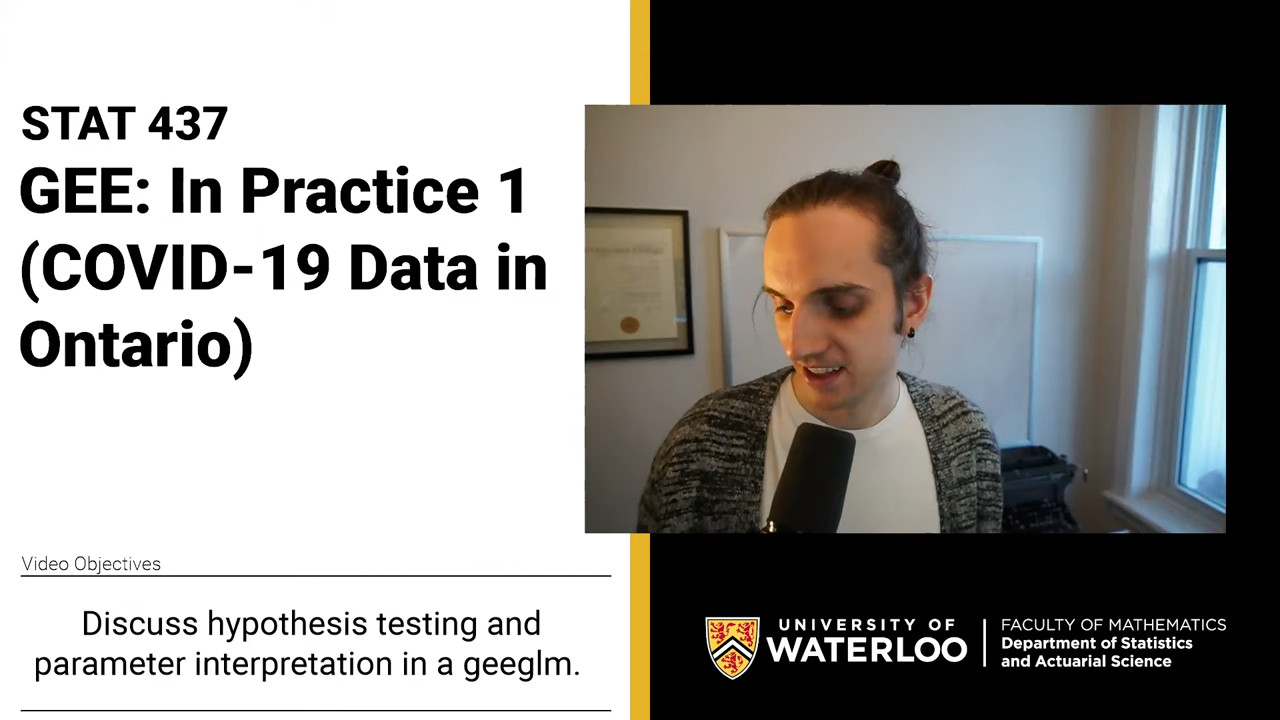 STAT 437
GEE: In Practice 1
(COVID-19 Data in
Ontario)
Video Objectives
Discuss hypothesis testing and
parameter interpretation in a geeglm.
UNIVERSITY OF
WATERLOO
FACULTY OF MATHEMATICS
Department of Statistics
and Actuarial Science